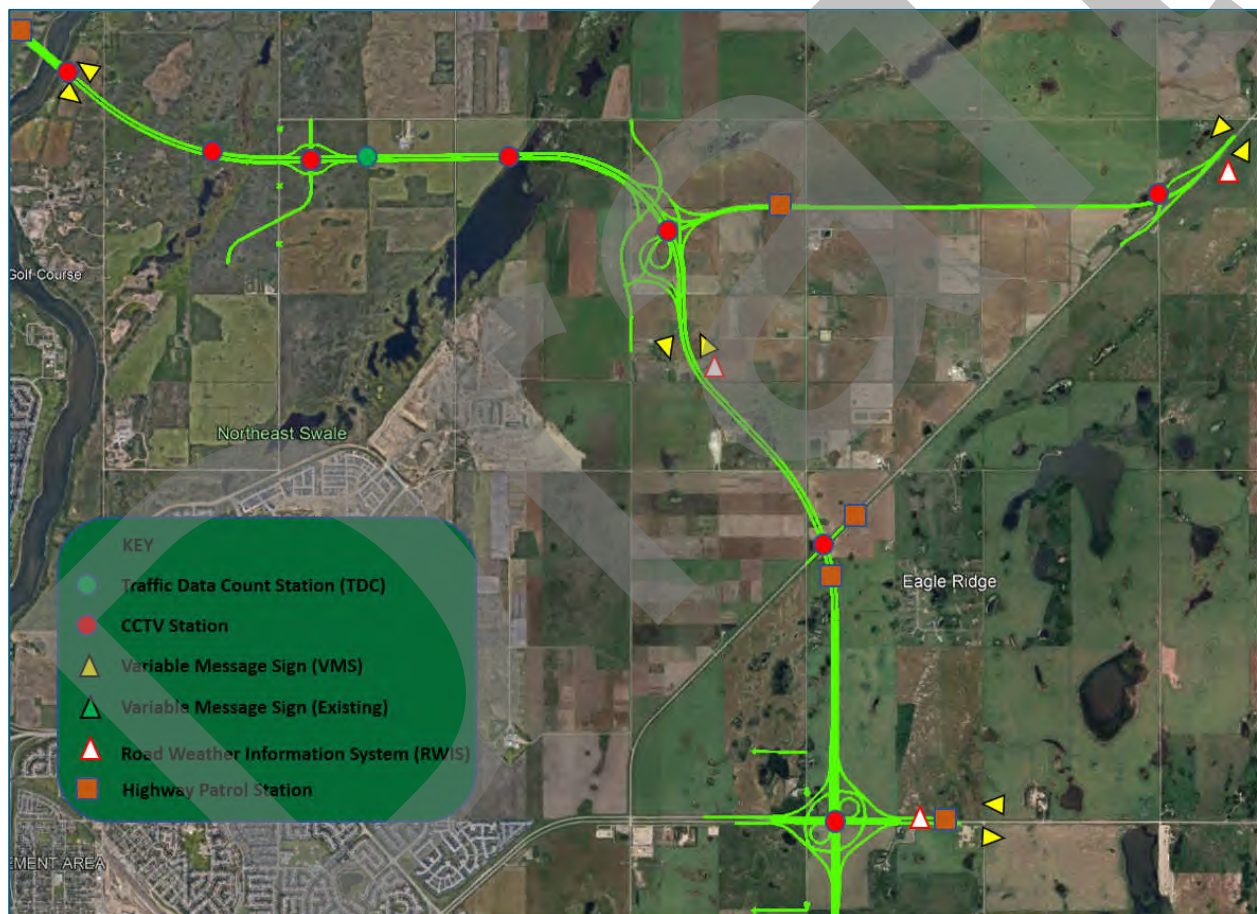 Golf Course
Northeast Swale
KEY
Traffic Data Count Station (TDC)
CCTV Station
Eagle Ridge
Variable Message Sign (VMS)
Variable Message Sign (Existing)
Road Weather Information System (RWIS)
Highway Patrol Station
EMENT AREA